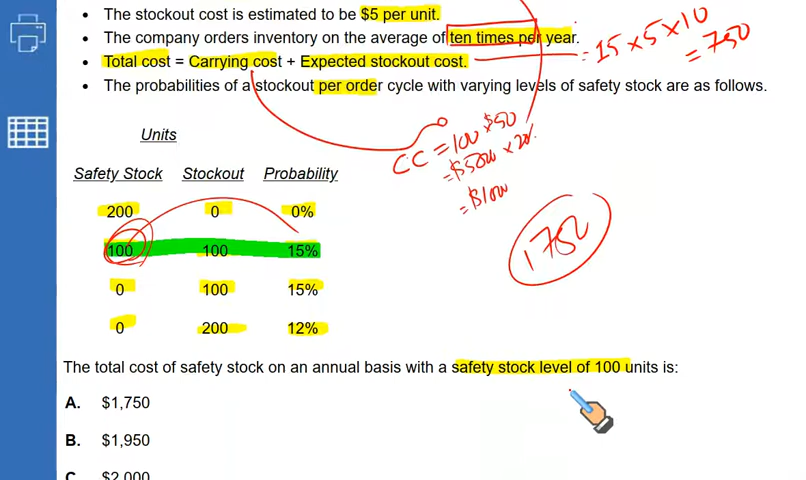 • The stockout cost is estimated to be $5 per unit.
• The company orders inventory on the average of ten times per year.
= 15 x 5 x 10
= 750
• Total cost = Carrying cost + Expected stockout cost.
• The probabilities of a stockout per order cycle with varying levels of safety stock are as follows.
CC = 100 x $50
= $5000 x 20%
= $1000
Units
Safety Stock Stockout Probability
200 0 0%
100 100 15%
0 100 15%
0 200 12%
1750
The total cost of safety stock on an annual basis with a safety stock level of 100 units is:
A. $1,750
B. $1,950
C. $2,000